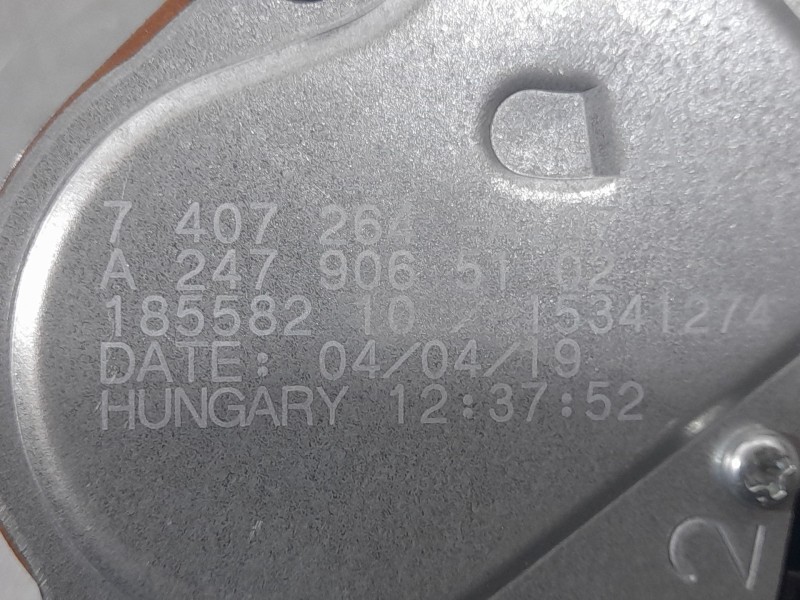 7 407 264
A 247 906 51 02
185582 10 / 15341274
DATE: 04/04/19
HUNGARY 12:37:52
2